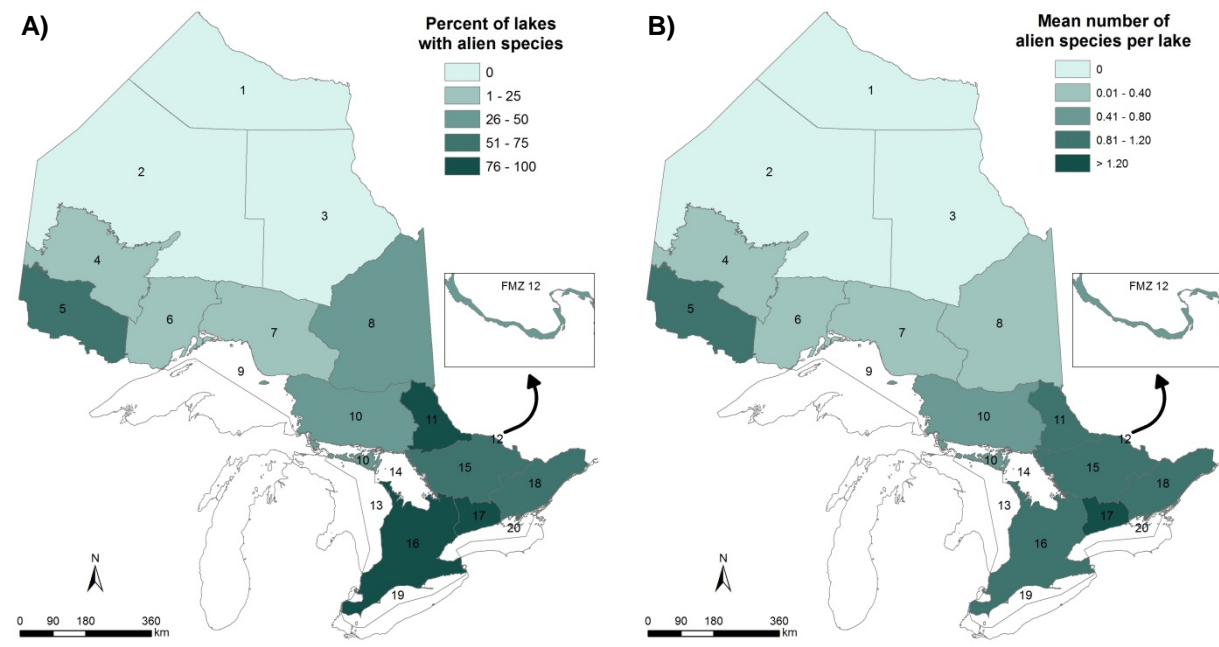 A)
Percent of lakes
with alien species
0
1 - 25
26 - 50
51 - 75
76 - 100
1
2
3
4
5
6
7
8
9
10
10
11
12
13
14
15
16
17
18
19
20
FMZ 12
N
0 90 180 360
km
B)
Mean number of
alien species per lake
0
0.01 - 0.40
0.41 - 0.80
0.81 - 1.20
> 1.20
1
2
3
4
5
6
7
8
9
10
10
11
12
13
14
15
16
17
18
19
20
FMZ 12
N
0 90 180 360
km